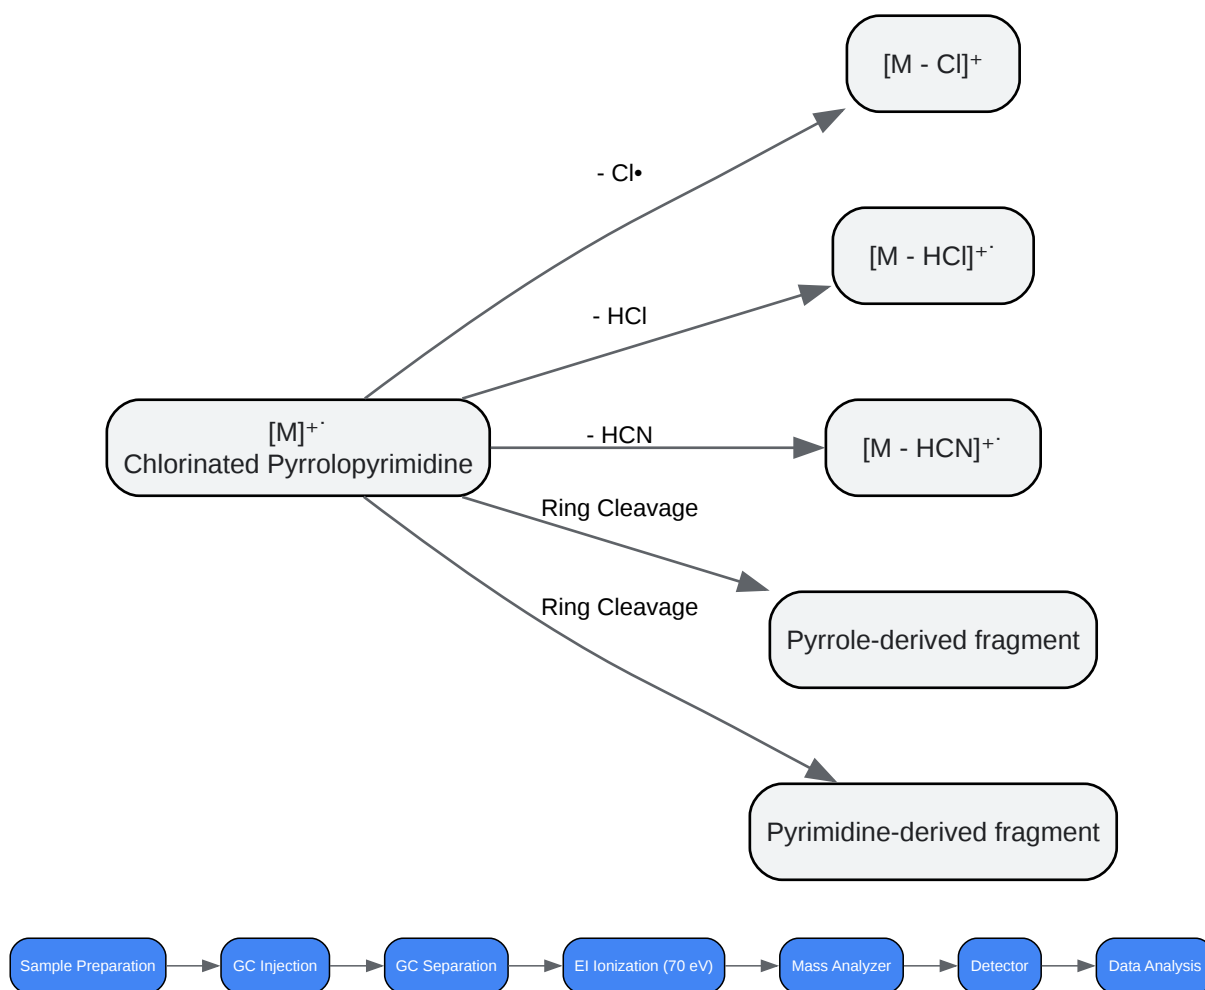 [M - Cl]⁺
- Cl•
[M - HCl]⁺˙
- HCl
[M]⁺˙
Chlorinated Pyrrolopyrimidine
- HCN
[M - HCN]⁺˙
Ring Cleavage
Ring Cleavage
Pyrrole-derived fragment
Pyrimidine-derived fragment
Sample Preparation
GC Injection
GC Separation
EI Ionization (70 eV)
Mass Analyzer
Detector
Data Analysis